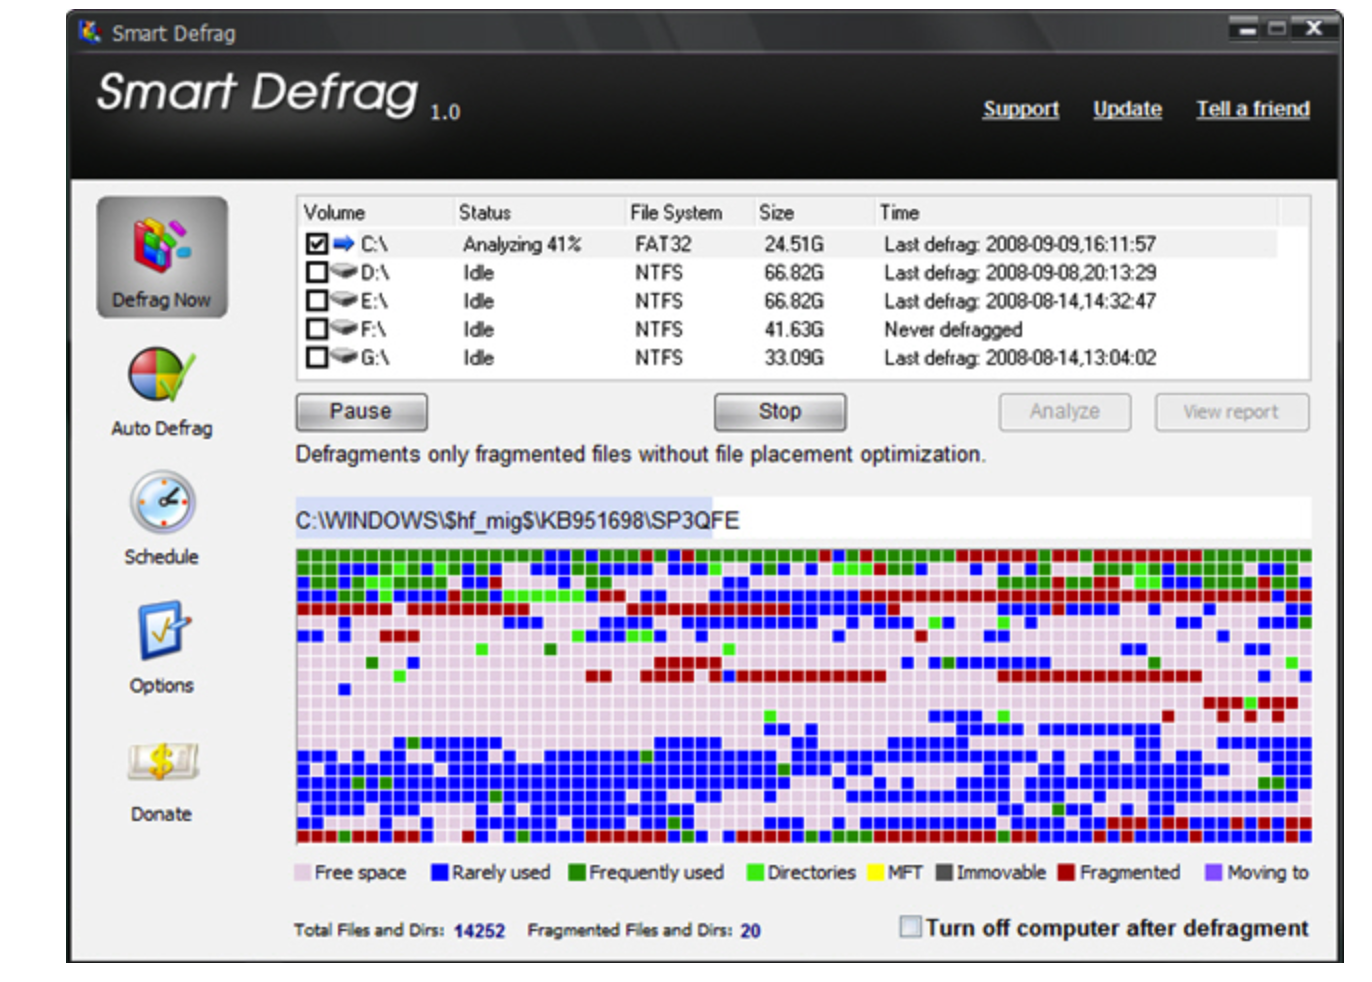 Smart Defrag
Smart Defrag 1.0
Support Update Tell a friend
Volume Status File System Size Time
C:\ Analyzing 41% FAT32 24.51G Last defrag: 2008-09-09,16:11:57
D:\ Idle NTFS 66.82G Last defrag: 2008-09-08,20:13:29
E:\ Idle NTFS 66.82G Last defrag: 2008-08-14,14:32:47
F:\ Idle NTFS 41.63G Never defragged
G:\ Idle NTFS 33.09G Last defrag: 2008-08-14,13:04:02
Defrag Now
Auto Defrag
Schedule
Options
Donate
Pause Stop Analyze View report
Defragments only fragmented files without file placement optimization.
C:\WINDOWS\$hf_mig$\KB951698\SP3QFE
Free space Rarely used Frequently used Directories MFT Immovable Fragmented Moving to
Total Files and Dirs: 14252 Fragmented Files and Dirs: 20
Turn off computer after defragment